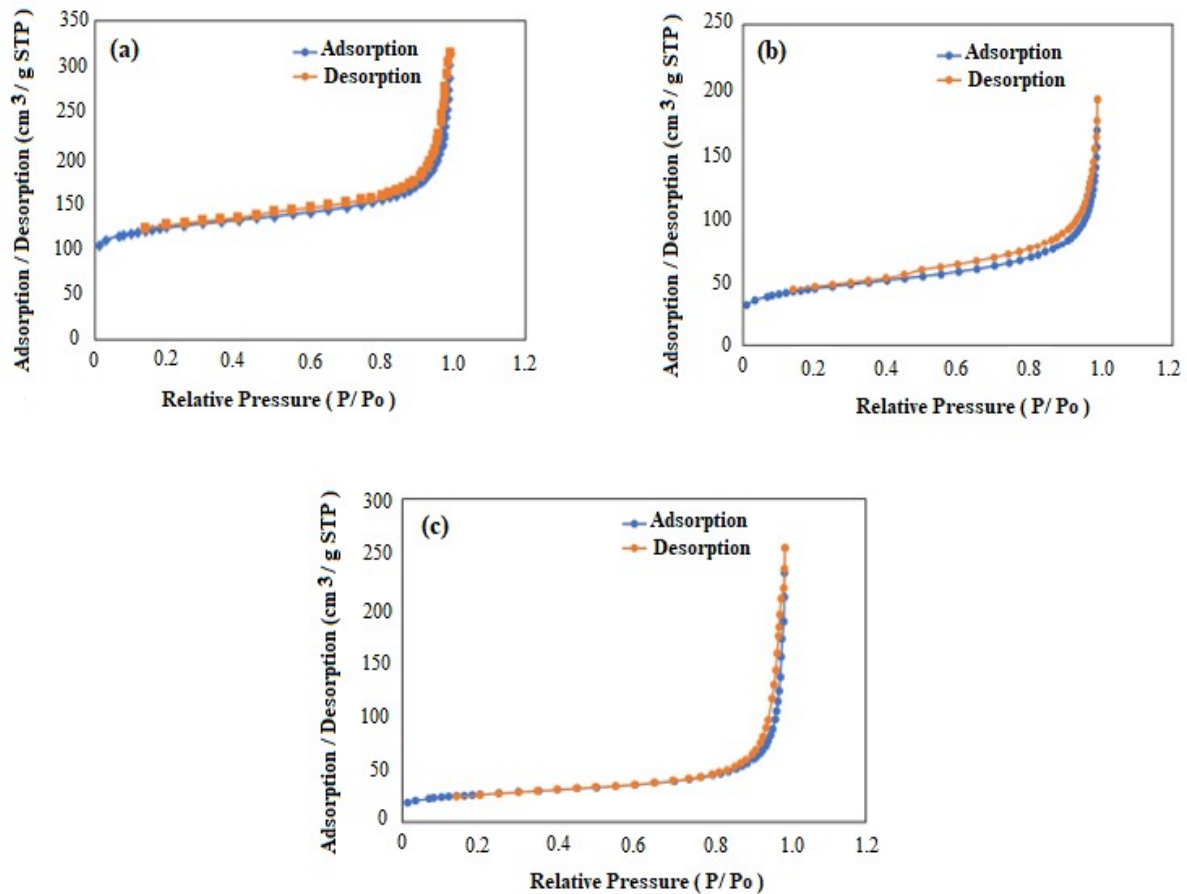 (a)
Adsorption
Desorption
350
300
250
200
150
100
50
0
0
0.2
0.4
0.6
0.8
1.0
1.2
Adsorption / Desorption (cm 3 / g STP )
Relative Pressure ( P/ Po )
(b)
Adsorption
Desorption
250
200
150
100
50
0
0
0.2
0.4
0.6
0.8
1.0
1.2
Adsorption / Desorption (cm 3 / g STP )
Relative Pressure ( P/ Po )
(c)
Adsorption
Desorption
300
250
200
150
100
50
0
0
0.2
0.4
0.6
0.8
1.0
1.2
Adsorption / Desorption (cm 3 / g STP )
Relative Pressure ( P/ Po )